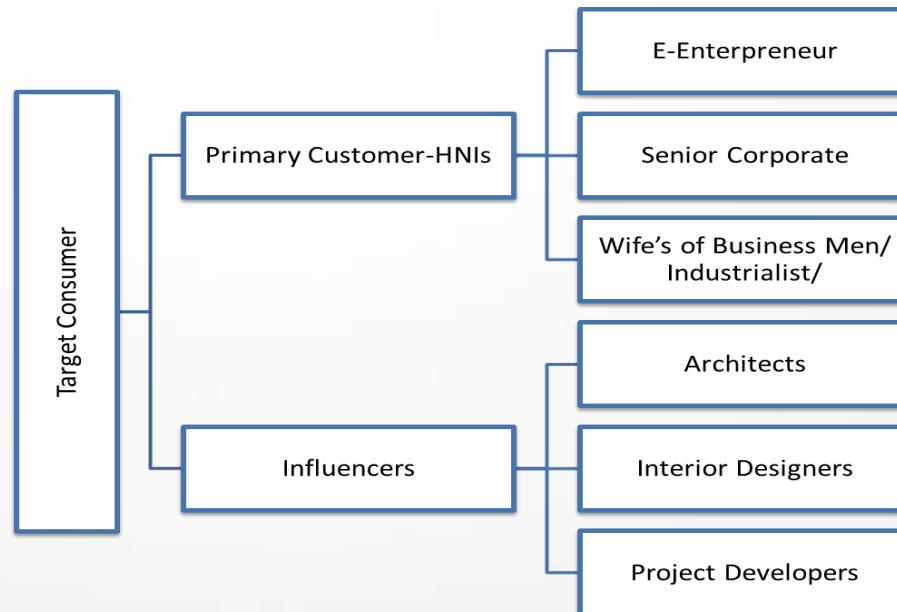 Target Consumer
Primary Customer-HNIs
E-Enterpreneur
Senior Corporate
Wife’s of Business Men/
Industrialist/
Influencers
Architects
Interior Designers
Project Developers